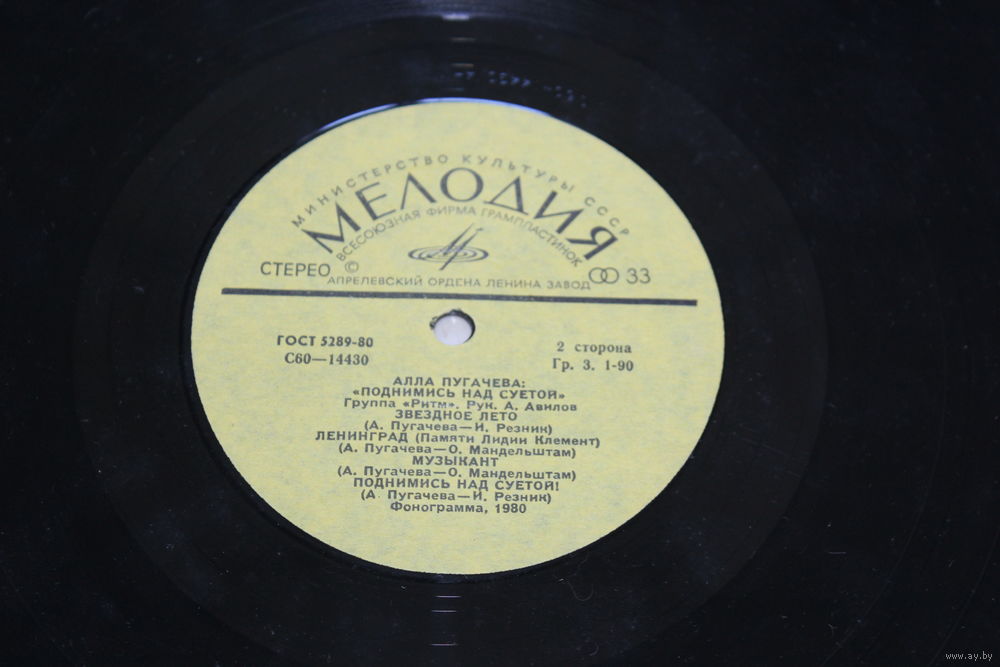 МИНИСТЕРСТВО КУЛЬТУРЫ СССР
МЕЛОДИЯ
ВСЕСОЮЗНАЯ ФИРМА ГРАМПЛАСТИНОК
СТЕРЕО © 33
АПРЕЛЕВСКИЙ ОРДЕНА ЛЕНИНА ЗАВОД
ГОСТ 5289-80
С60—14430
2 сторона
Гр. 3. 1-90
АЛЛА ПУГАЧЕВА:
«ПОДНИМИСЬ НАД СУЕТОЙ»
Группа «Ритм». Рук. А. Авилов
ЗВЕЗДНОЕ ЛЕТО
(А. Пугачева—И. Резник)
ЛЕНИНГРАД (Памяти Лидии Клемент)
(А. Пугачева—О. Мандельштам)
МУЗЫКАНТ
(А. Пугачева—О. Мандельштам)
ПОДНИМИСЬ НАД СУЕТОЙ!
(А. Пугачева—И. Резник)
Фонограмма, 1980
www.ay.by